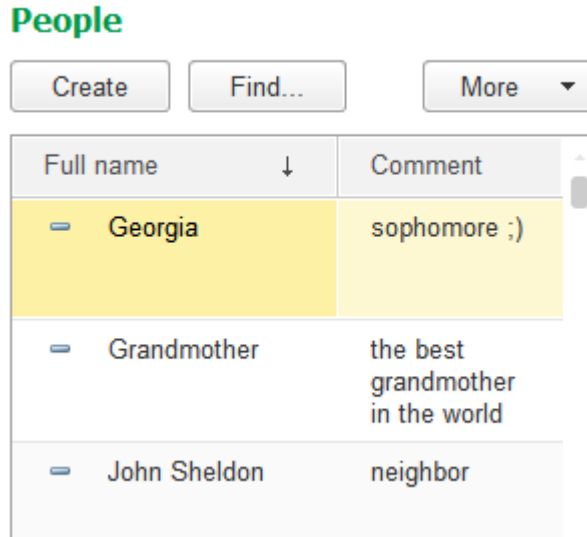 People
Create Find... More
Full name ↓ Comment
Georgia sophomore ;)
Grandmother the best
grandmother
in the world
John Sheldon neighbor